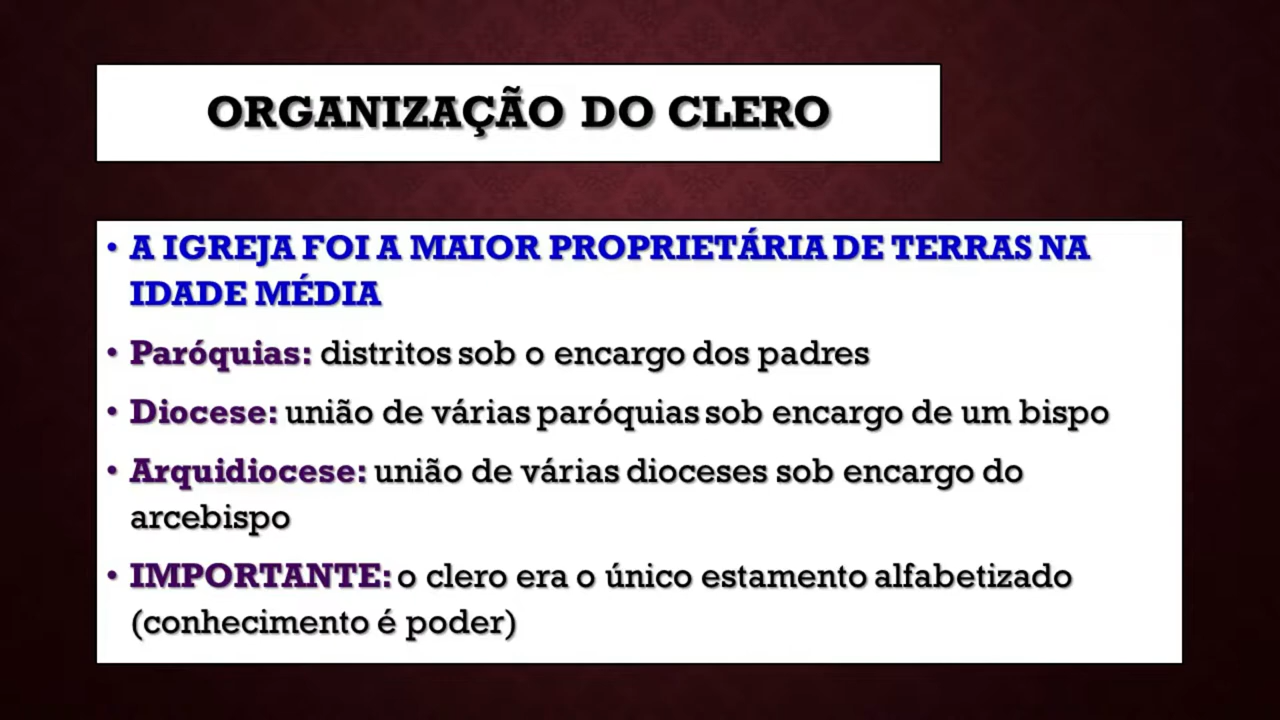 ORGANIZAÇÃO DO CLERO
• A IGREJA FOI A MAIOR PROPRIETÁRIA DE TERRAS NA
IDADE MÉDIA
• Paróquias: distritos sob o encargo dos padres
• Diocese: união de várias paróquias sob encargo de um bispo
• Arquidiocese: união de várias dioceses sob encargo do
arcebispo
• IMPORTANTE: o clero era o único estamento alfabetizado
(conhecimento é poder)